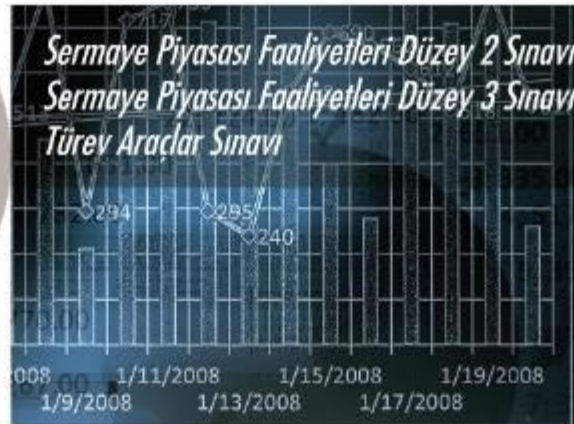 Sermaye Piyasası Faaliyetleri Düzey 2 Sınavı
Sermaye Piyasası Faaliyetleri Düzey 3 Sınavı
Türev Araçlar Sınavı
294
295
240
1/11/2008 1/15/2008 1/19/2008
1/9/2008 1/13/2008 1/17/2008